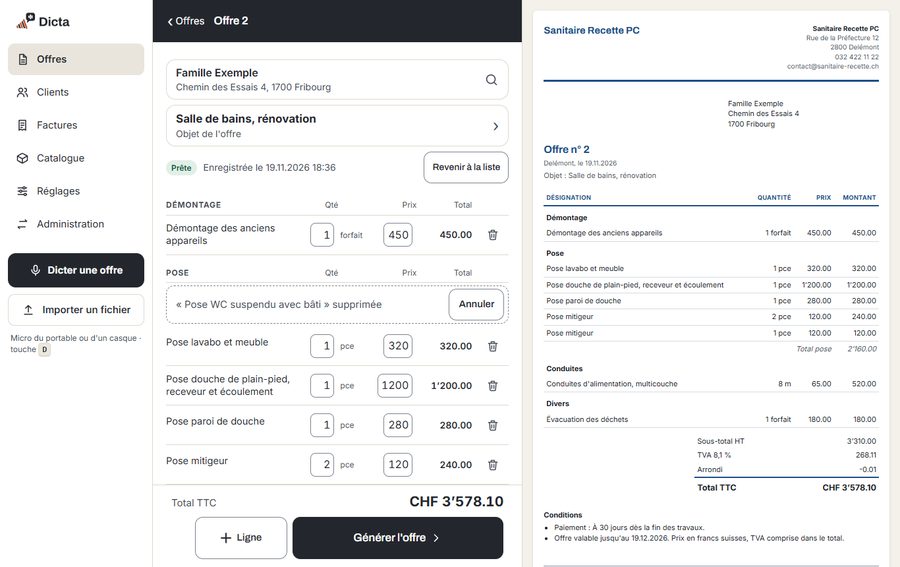 Dicta
Offres
Clients
Factures
Catalogue
Réglages
Administration
Dicter une offre
Importer un fichier
Micro du portable ou d'un casque ·
touche D
Offres Offre 2
Famille Exemple
Chemin des Essais 4, 1700 Fribourg
Salle de bains, rénovation
Objet de l'offre
Prête Enregistrée le 19.11.2026 18:36 Revenir à la liste
DÉMONTAGE Qté Prix Total
Démontage des anciens
appareils 1 forfait 450 450.00
POSE Qté Prix Total
« Pose WC suspendu avec bâti » supprimée Annuler
Pose lavabo et meuble 1 pce 320 320.00
Pose douche de plain-pied,
receveur et écoulement 1 pce 1200 1'200.00
Pose paroi de douche 1 pce 280 280.00
Pose mitigeur 2 pce 120 240.00
Total TTC CHF 3'578.10
Ligne Générer l'offre
Sanitaire Recette PC
Sanitaire Recette PC
Rue de la Préfecture 12
2800 Delémont
032 422 11 22
contact@sanitaire-recette.ch
Famille Exemple
Chemin des Essais 4
1700 Fribourg
Offre n° 2
Delémont, le 19.11.2026
Objet : Salle de bains, rénovation
DÉSIGNATION QUANTITÉ PRIX MONTANT
Démontage
Démontage des anciens appareils 1 forfait 450.00 450.00
Pose
Pose lavabo et meuble 1 pce 320.00 320.00
Pose douche de plain-pied, receveur et écoulement 1 pce 1'200.00 1'200.00
Pose paroi de douche 1 pce 280.00 280.00
Pose mitigeur 2 pce 120.00 240.00
Pose mitigeur 1 pce 120.00 120.00
Total pose 2'160.00
Conduites
Conduites d'alimentation, multicouche 8 m 65.00 520.00
Divers
Évacuation des déchets 1 forfait 180.00 180.00
Sous-total HT 3'310.00
TVA 8,1 % 268.11
Arrondi -0.01
Total TTC CHF 3'578.10
Conditions
• Paiement : À 30 jours dès la fin des travaux.
• Offre valable jusqu'au 19.12.2026. Prix en francs suisses, TVA comprise dans le total.